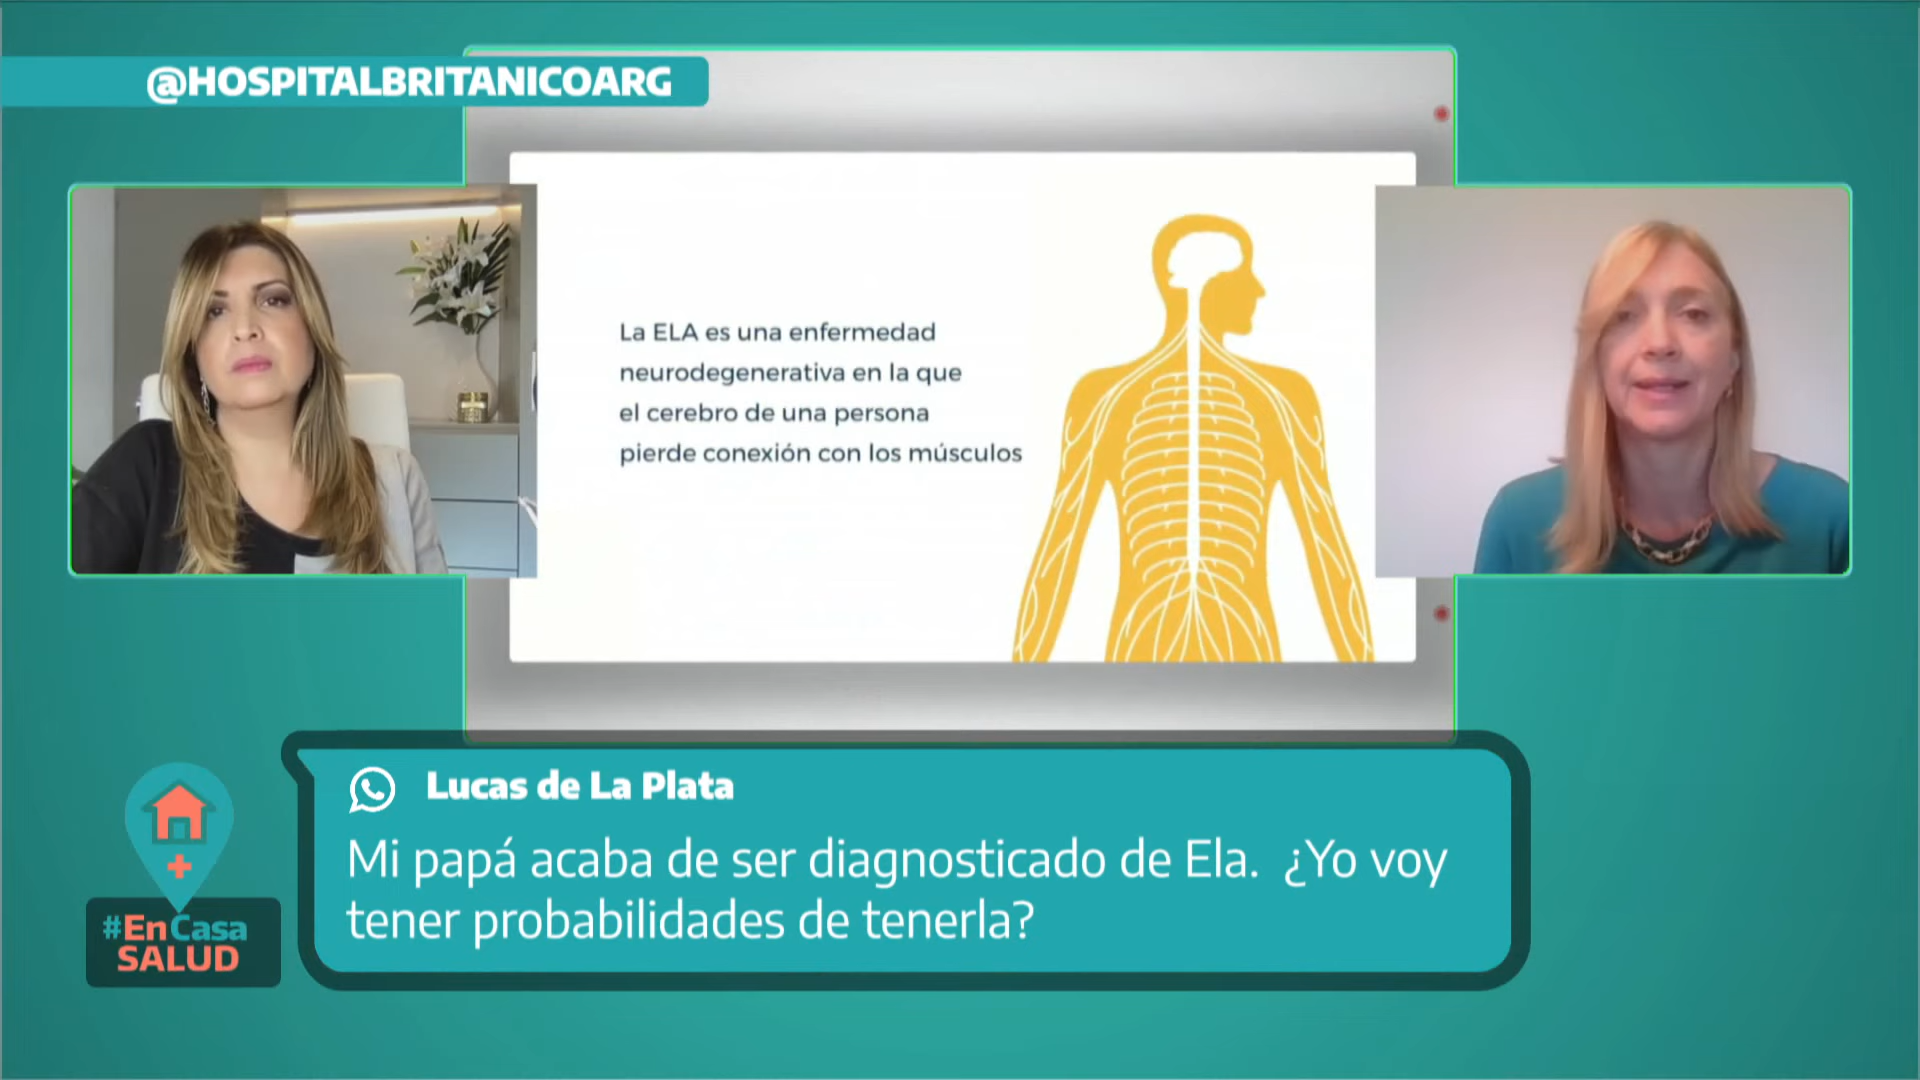 @HOSPITALBRITANICOARG
La ELA es una enfermedad
neurodegenerativa en la que
el cerebro de una persona
pierde conexión con los músculos
Lucas de La Plata
Mi papá acaba de ser diagnosticado de Ela. ¿Yo voy
tener probabilidades de tenerla?
#EnCasa
SALUD